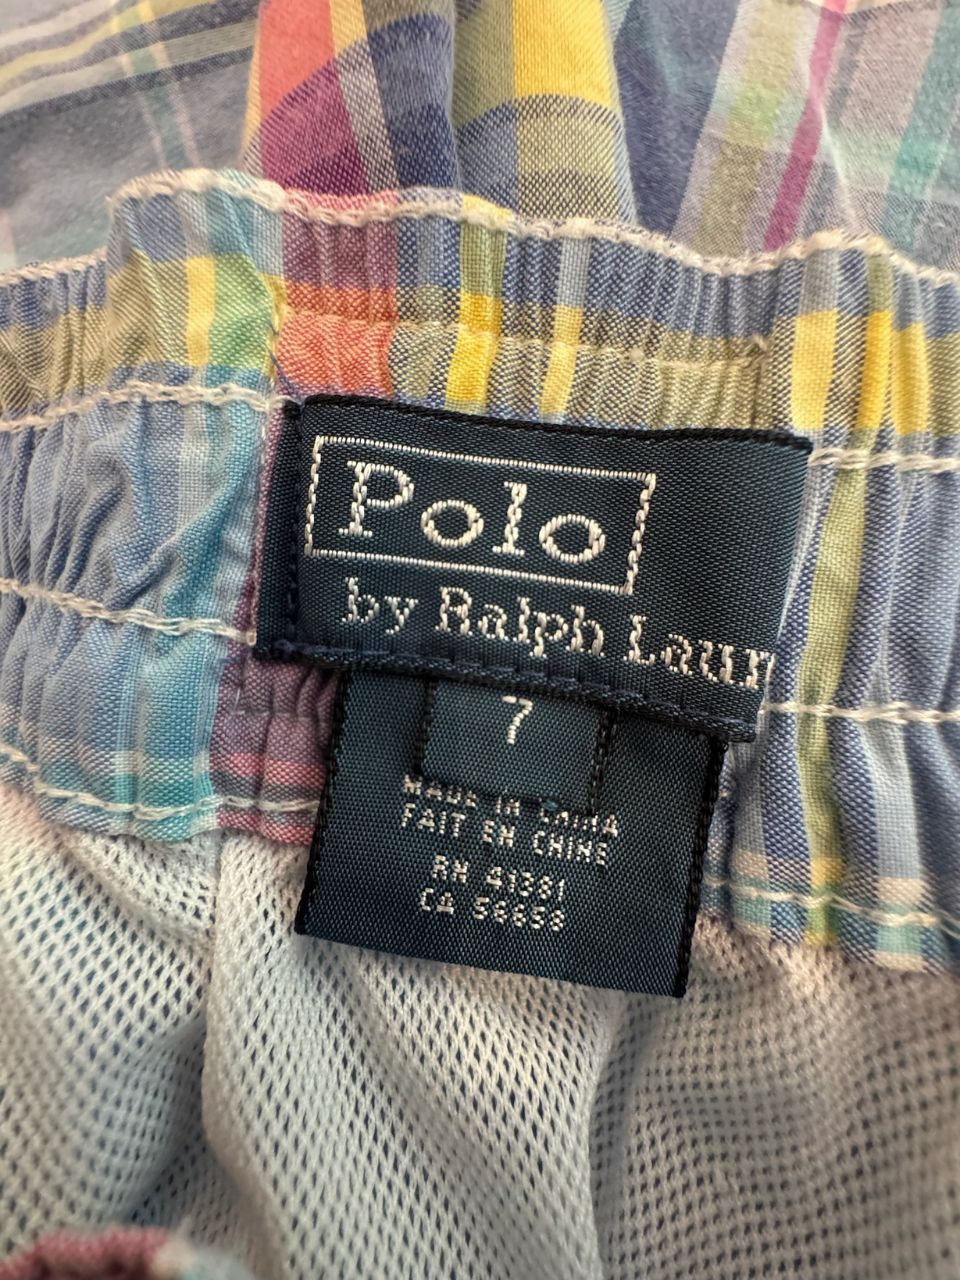 Polo
by Ralph Laur
7
MADE IN CHINA
FAIT EN CHINE
RN 41381
CA 56658